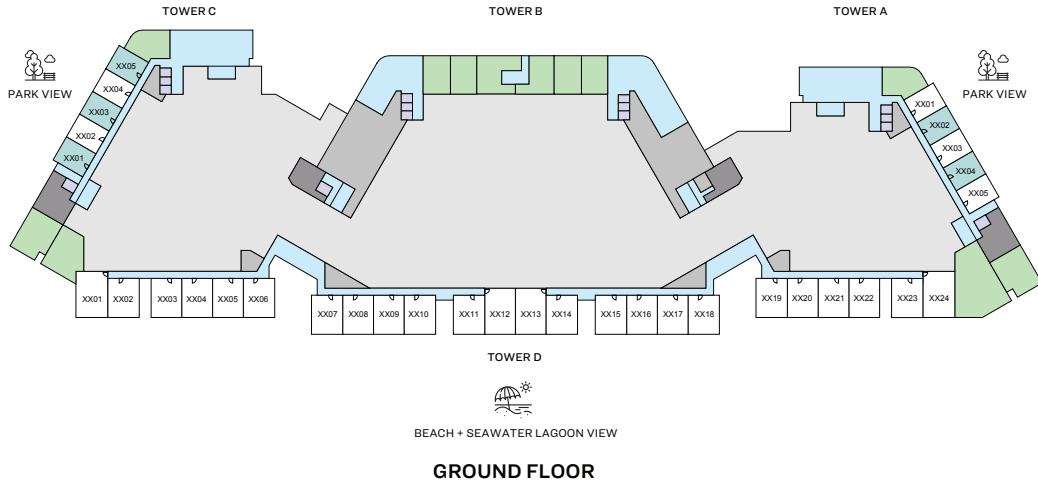 TOWER C
TOWER B
TOWER A
PARK VIEW
PARK VIEW
XX05
XX04
XX03
XX02
XX01
XX01
XX02
XX03
XX04
XX05
XX01 XX02 XX03 XX04 XX05 XX06
XX07 XX08 XX09 XX10 XX11 XX12 XX13 XX14 XX15 XX16 XX17 XX18
XX19 XX20 XX21 XX22 XX23 XX24
TOWER D
BEACH + SEAWATER LAGOON VIEW
GROUND FLOOR